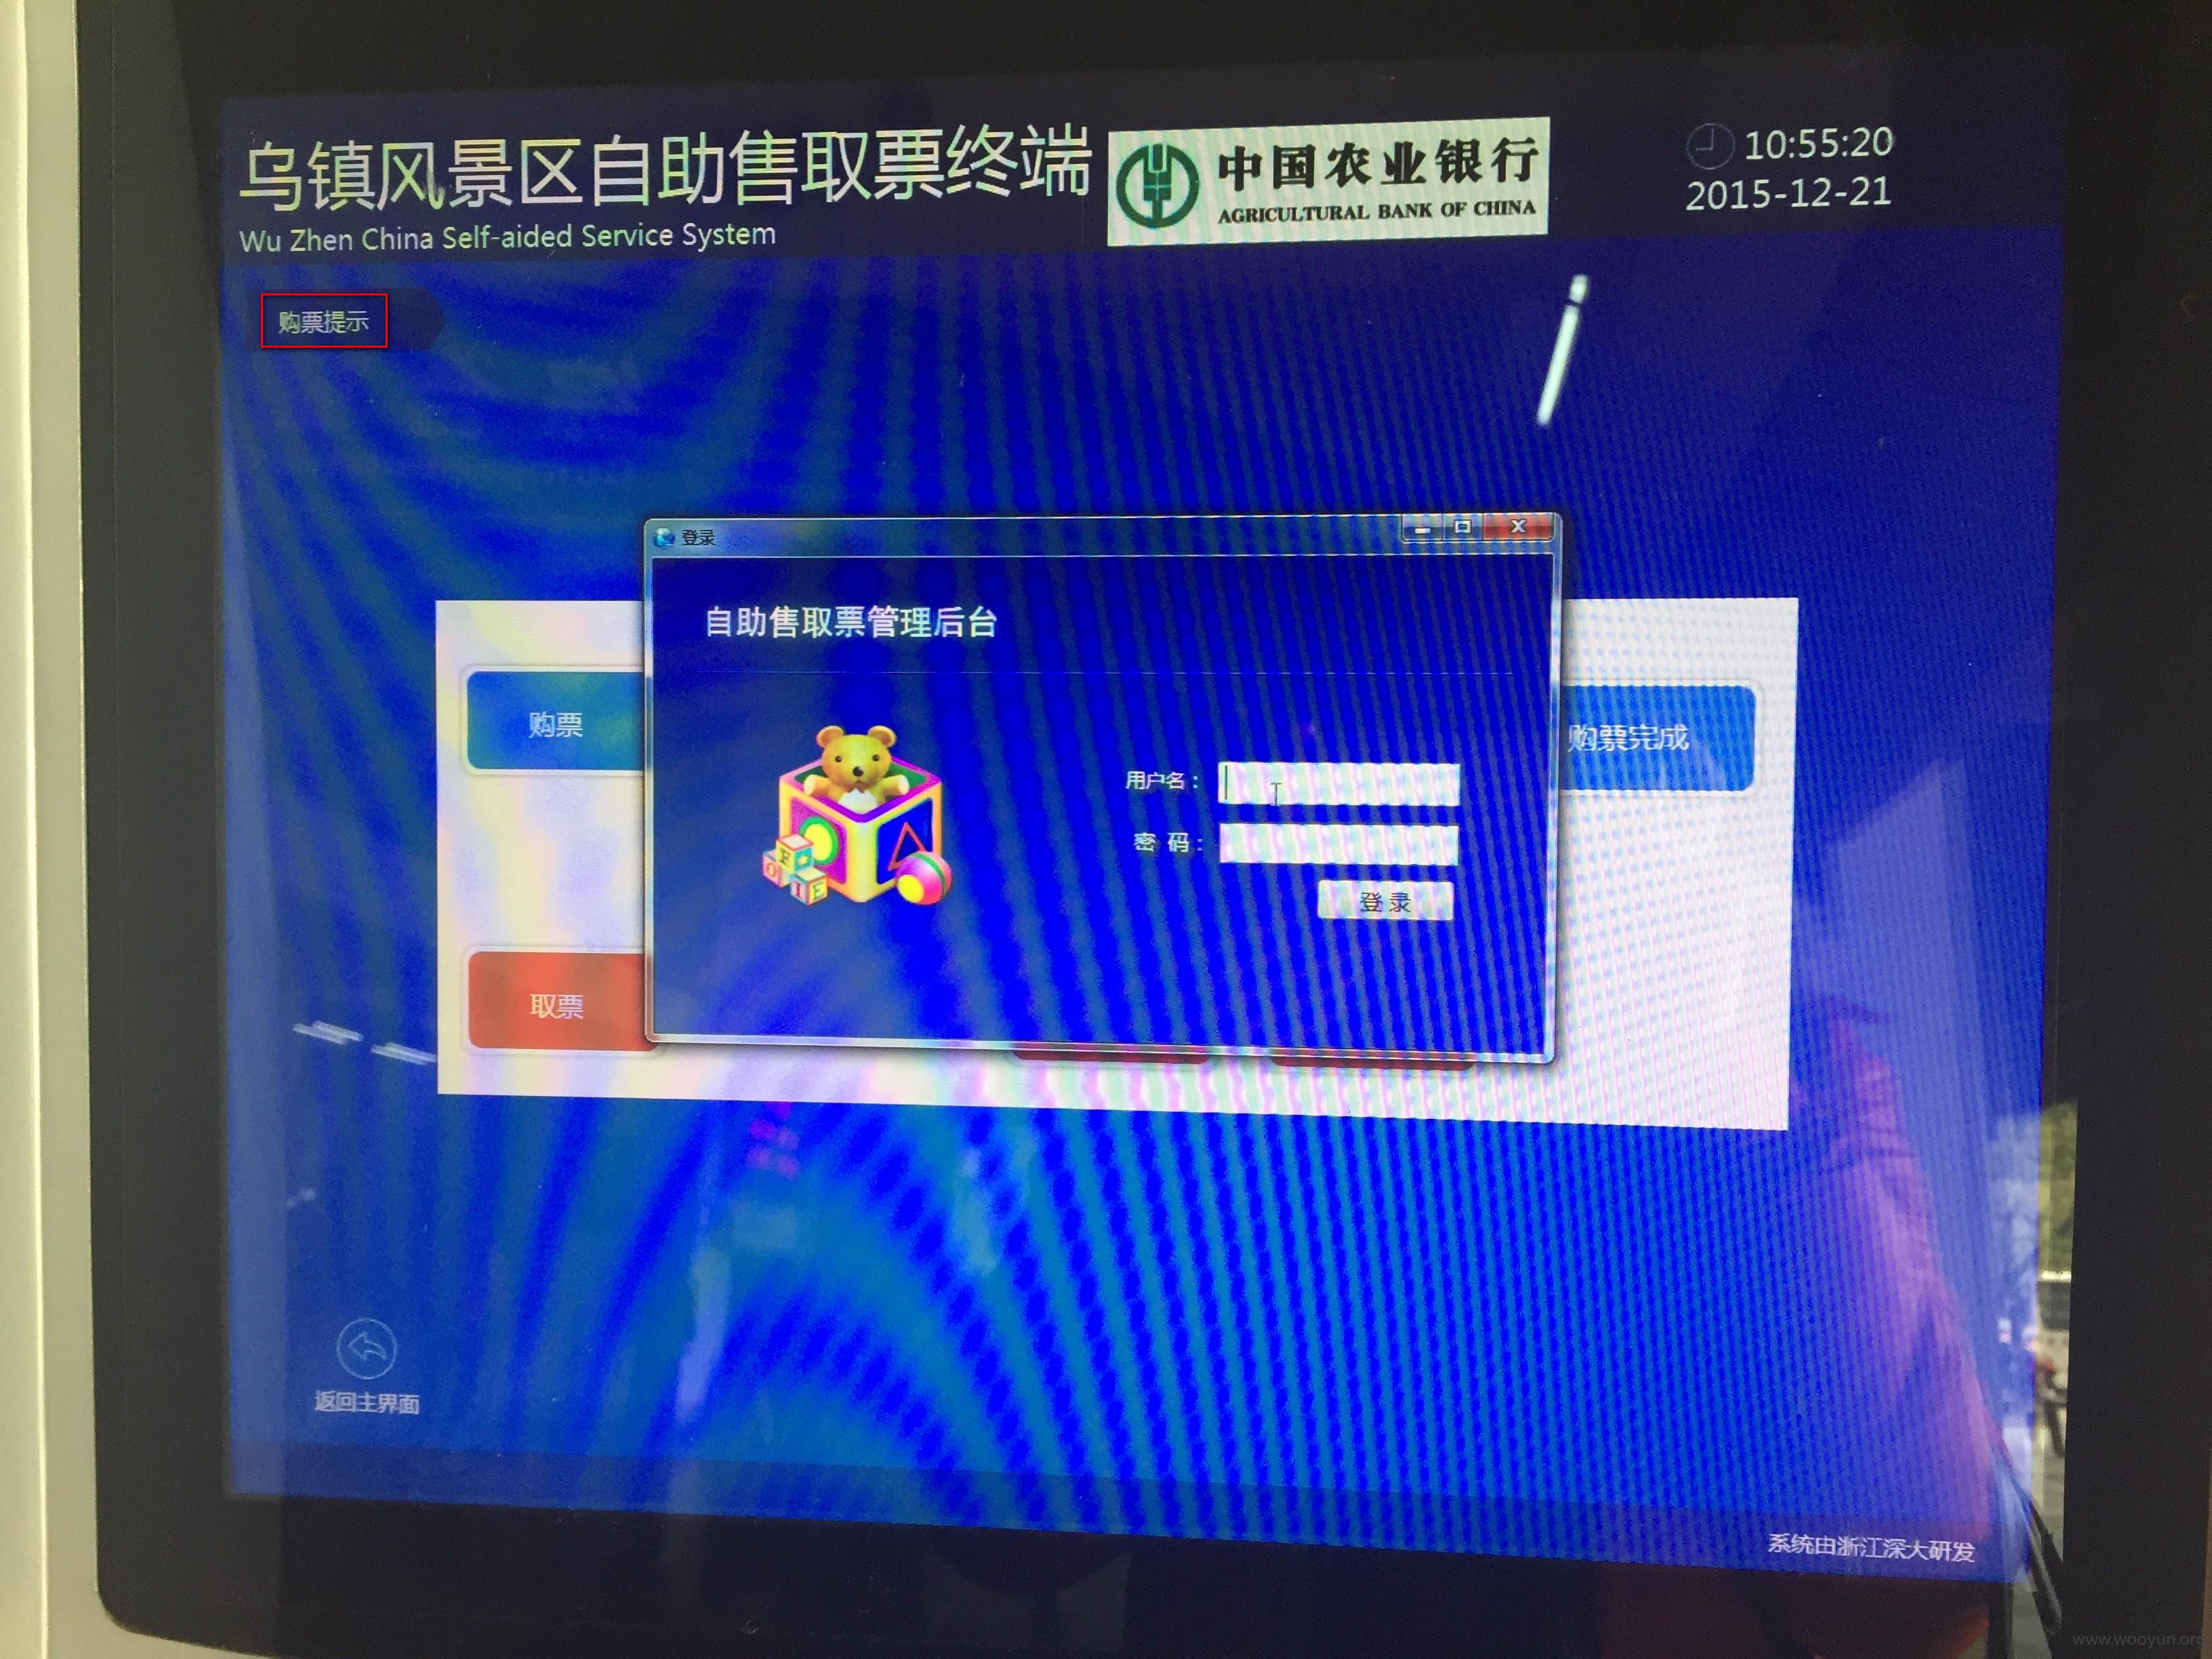 乌镇风景区自助售取票终端
Wu Zhen China Self-aided Service System
中国农业银行
AGRICULTURAL BANK OF CHINA
10:55:20
2015-12-21
购票提示
登录
自助售取票管理后台
购票
购票完成
用户名：
密 码：
登 录
取票
返回主界面
系统由浙江深大研发
www.wooyun.org